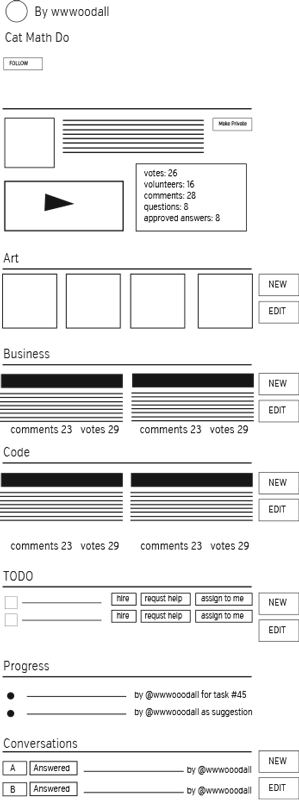 By wwwoodall
Cat Math Do
FOLLOW
Make Private
votes: 26
volunteers: 16
comments: 28
questions: 8
approved answers: 8
Art
NEW
EDIT
Business
NEW
EDIT
comments 23 votes 29 comments 23 votes 29
Code
NEW
EDIT
comments 23 votes 29 comments 23 votes 29
TODO
hire requst help assign to me NEW
hire requst help assign to me
EDIT
Progress
by @wwwooodall for task #45
by @wwwooodall as suggestion
Conversations
NEW
A Answered by @wwwooodall
EDIT
B Answered by @wwwooodall